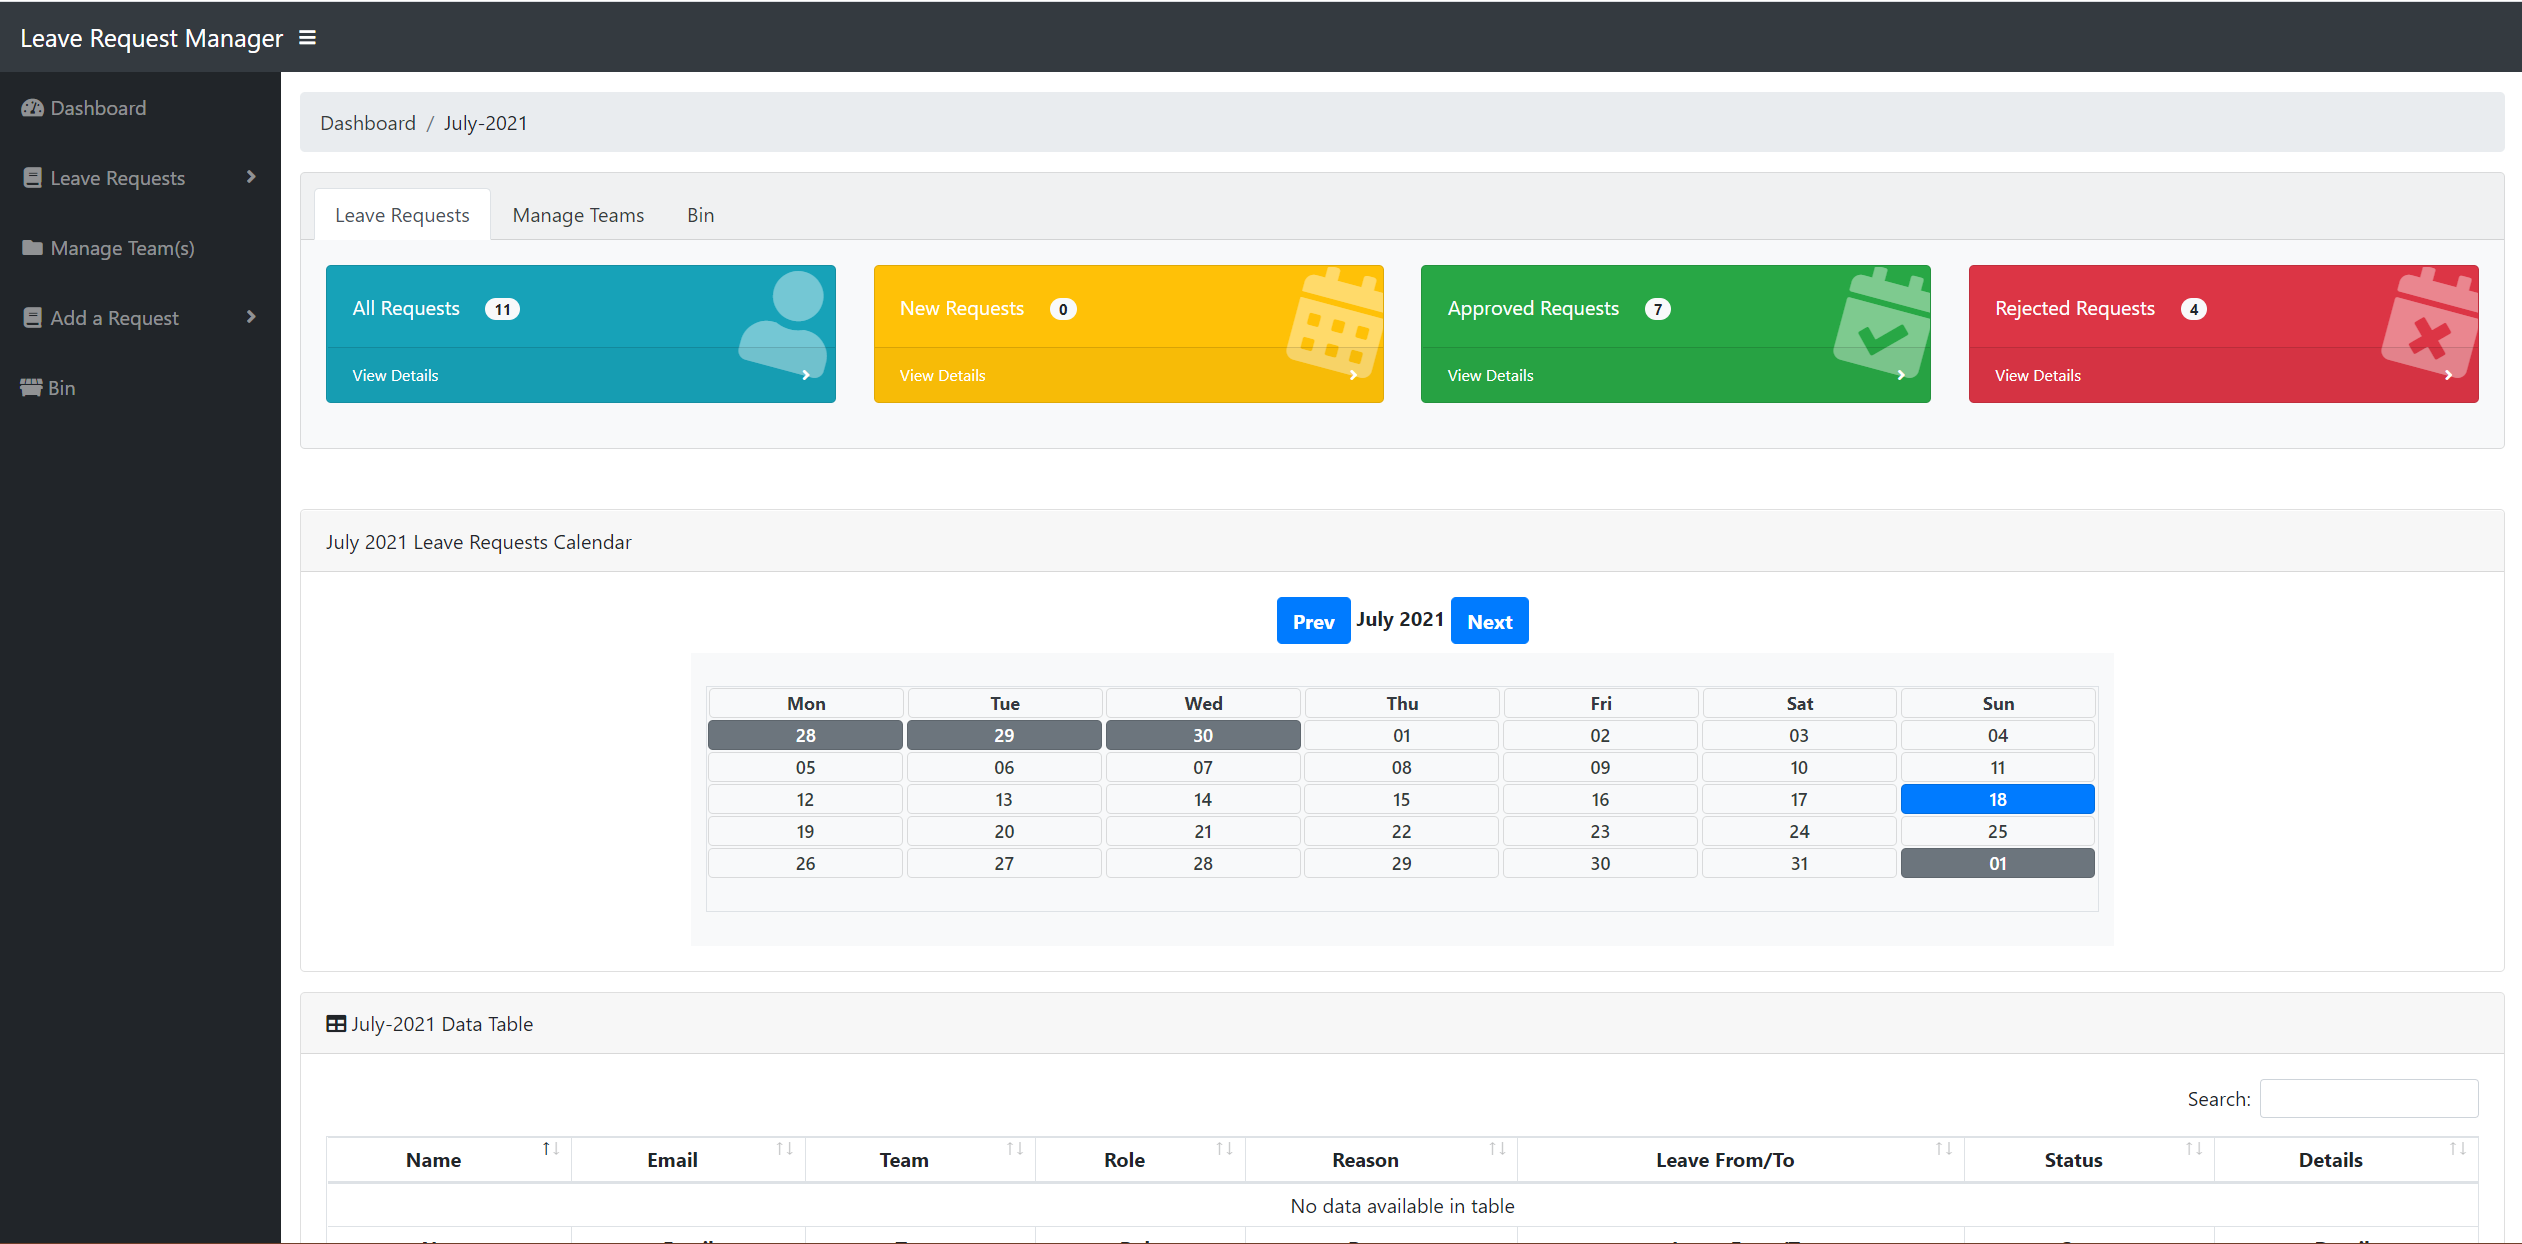 Leave Request Manager
Dashboard
Leave Requests
Manage Team(s)
Add a Request
Bin
Dashboard / July-2021
Leave Requests Manage Teams Bin
All Requests 11
View Details
New Requests 0
View Details
Approved Requests 7
View Details
Rejected Requests 4
View Details
July 2021 Leave Requests Calendar
Prev July 2021 Next
Mon Tue Wed Thu Fri Sat Sun
28 29 30 01 02 03 04
05 06 07 08 09 10 11
12 13 14 15 16 17 18
19 20 21 22 23 24 25
26 27 28 29 30 31 01
July-2021 Data Table
Search:
Name Email Team Role Reason Leave From/To Status Details
No data available in table